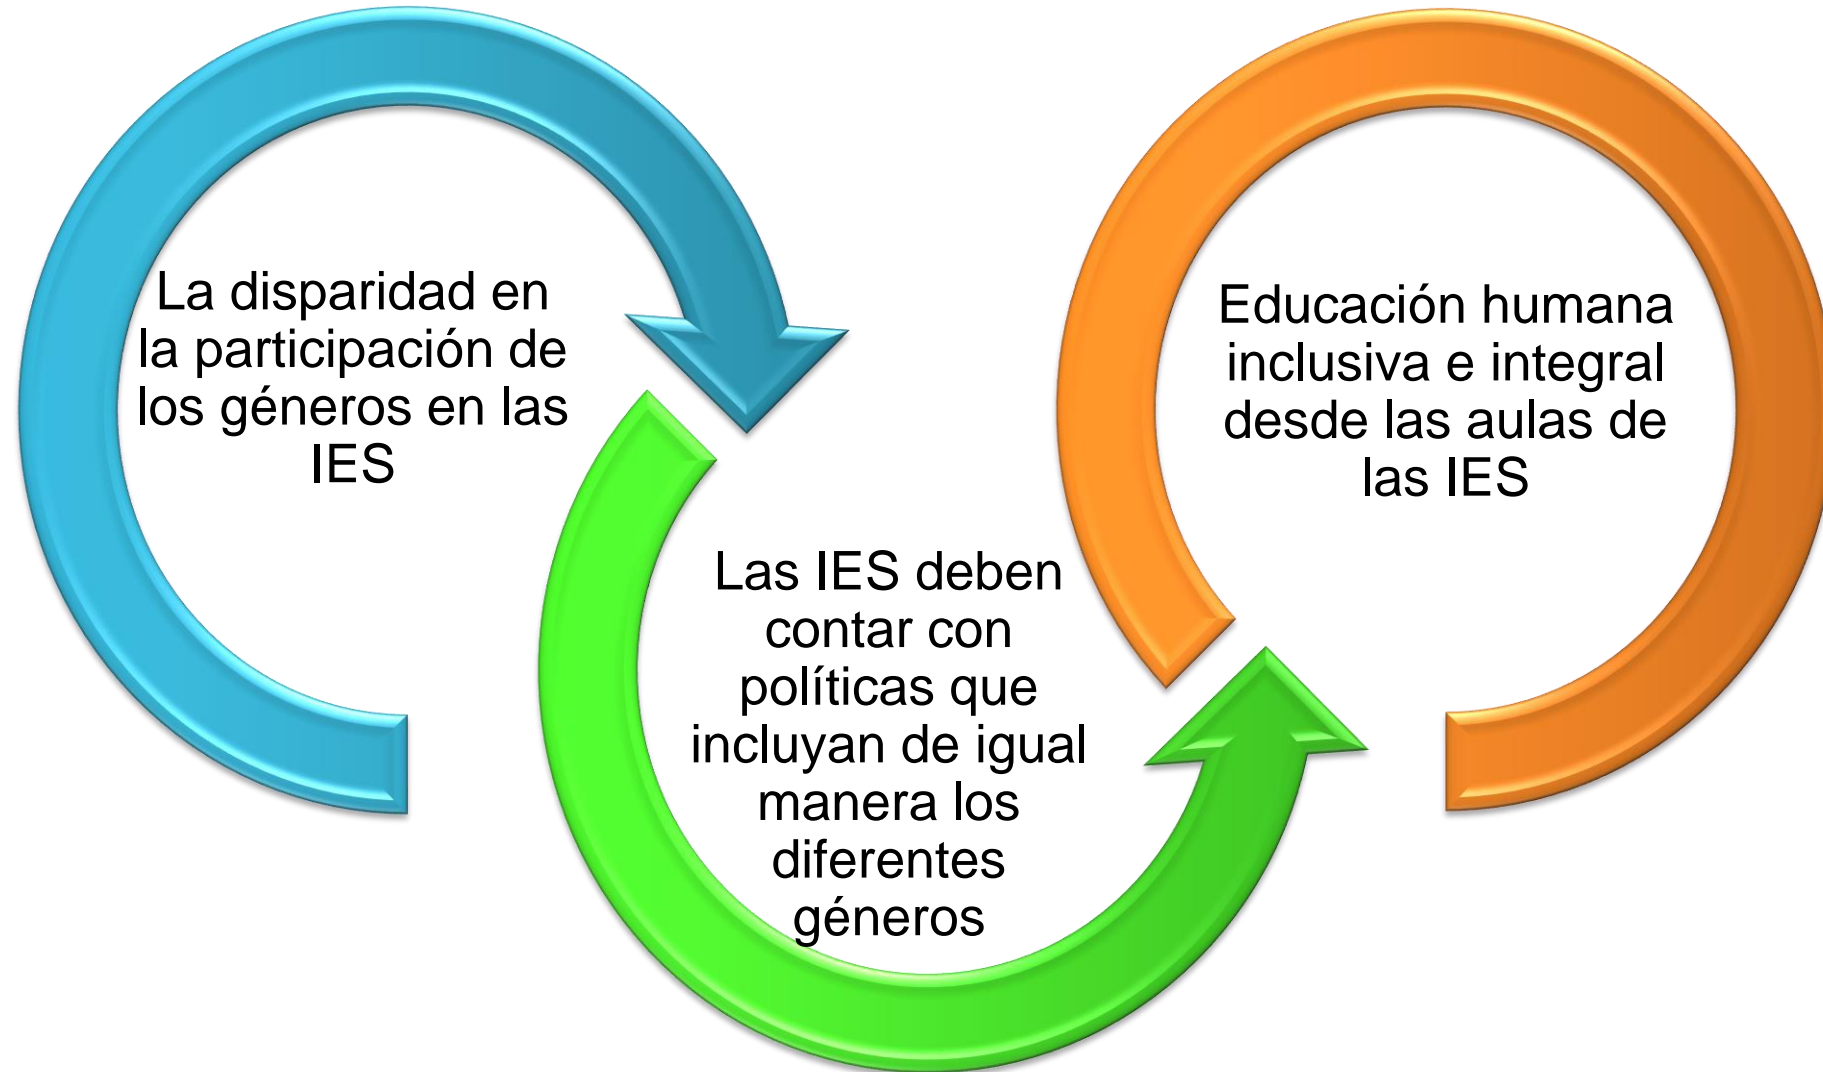 La disparidad en
la participación de
los géneros en las
IES
Las IES deben
contar con
políticas que
incluyan de igual
manera los
diferentes
géneros
Educación humana
inclusiva e integral
desde las aulas de
las IES